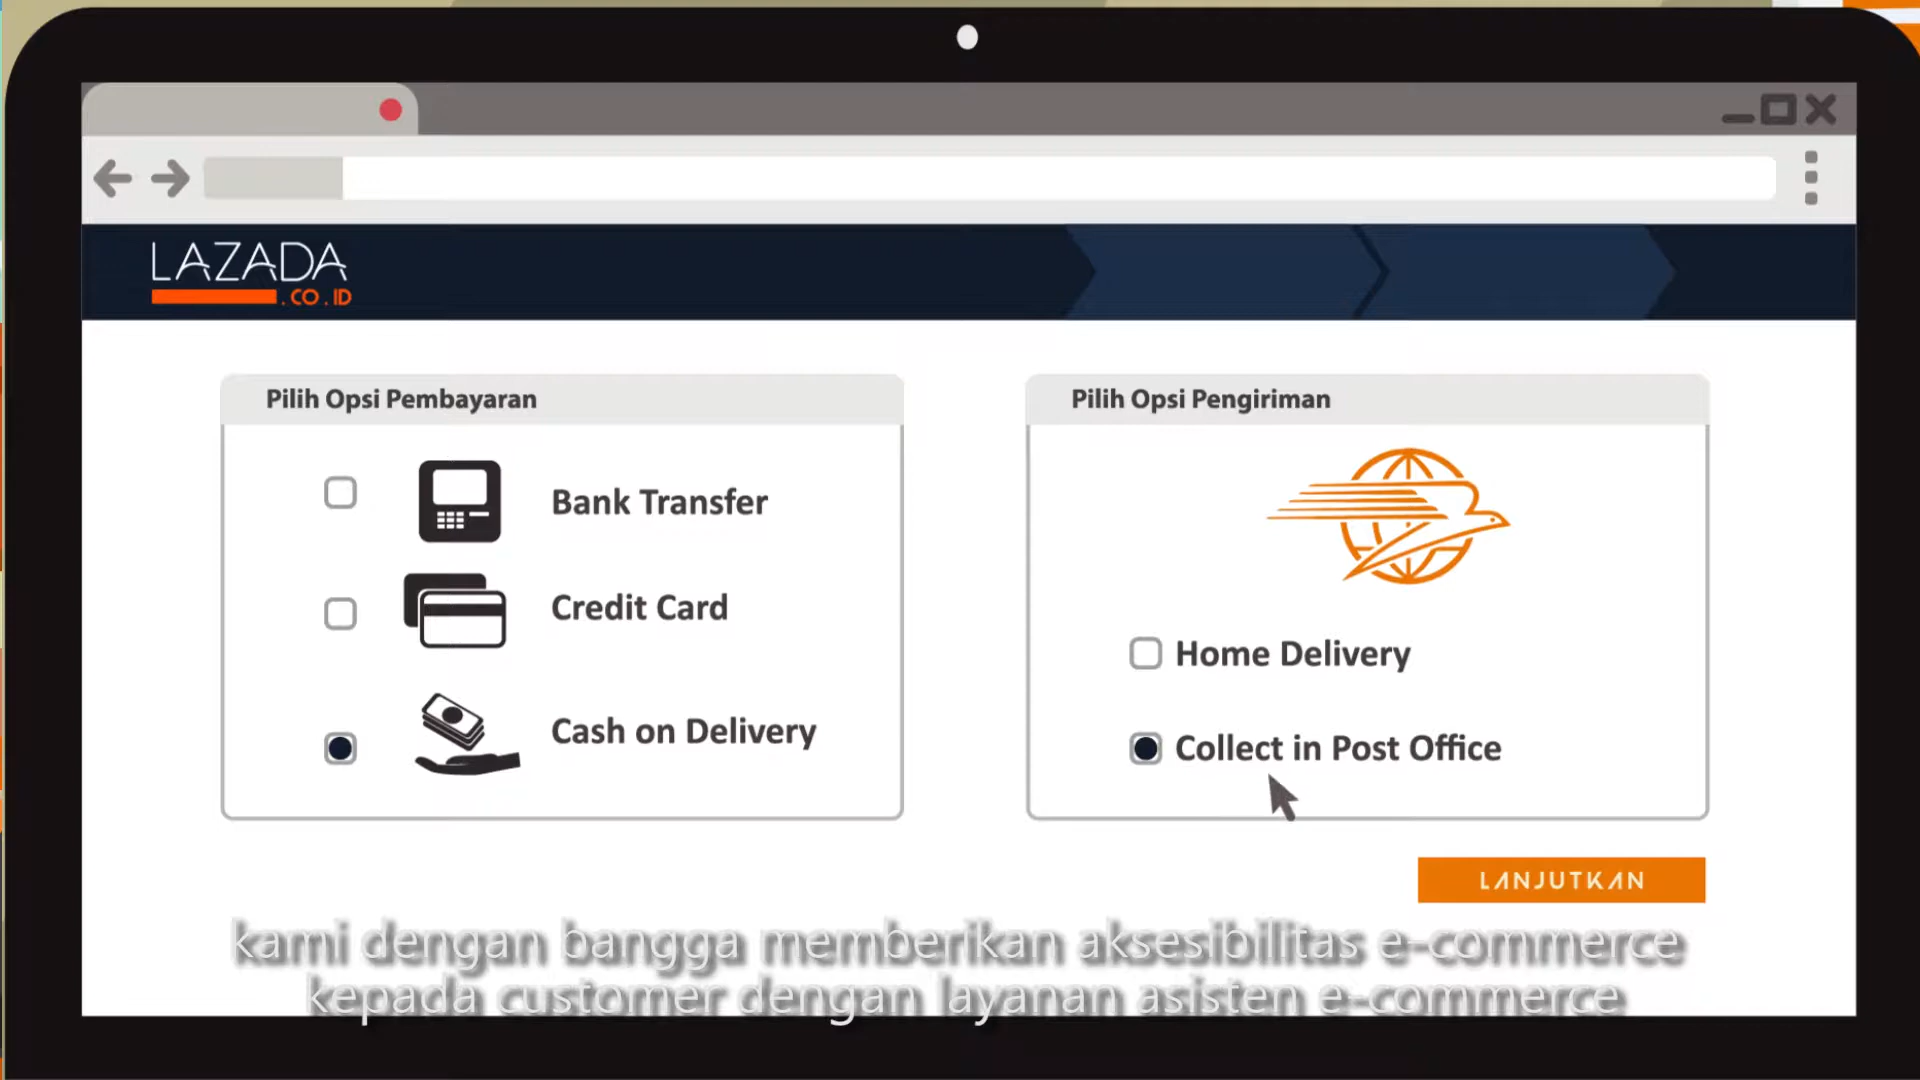 LAZADA
.CO.ID
Pilih Opsi Pembayaran
Bank Transfer
Credit Card
Cash on Delivery
Pilih Opsi Pengiriman
Home Delivery
Collect in Post Office
LANJUTKAN
kami dengan bangga memberikan aksesibilitas e-commerce
kepada customer dengan layanan asisten e-commerce